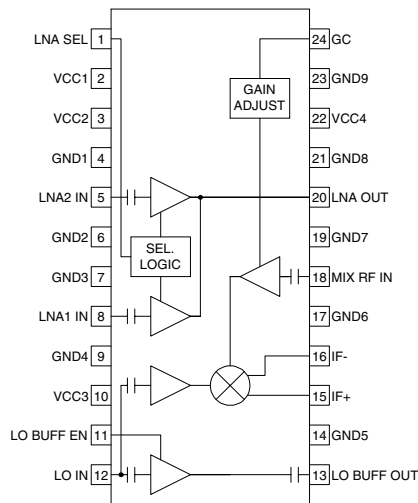 LNA SEL 1
24 GC
VCC1 2
23 GND9
GAIN
ADJUST
VCC2 3
22 VCC4
GND1 4
21 GND8
LNA2 IN 5
20 LNA OUT
GND2 6
19 GND7
SEL.
LOGIC
GND3 7
18 MIX RF IN
LNA1 IN 8
17 GND6
GND4 9
16 IF-
VCC3 10
15 IF+
LO BUFF EN 11
14 GND5
LO IN 12
13 LO BUFF OUT